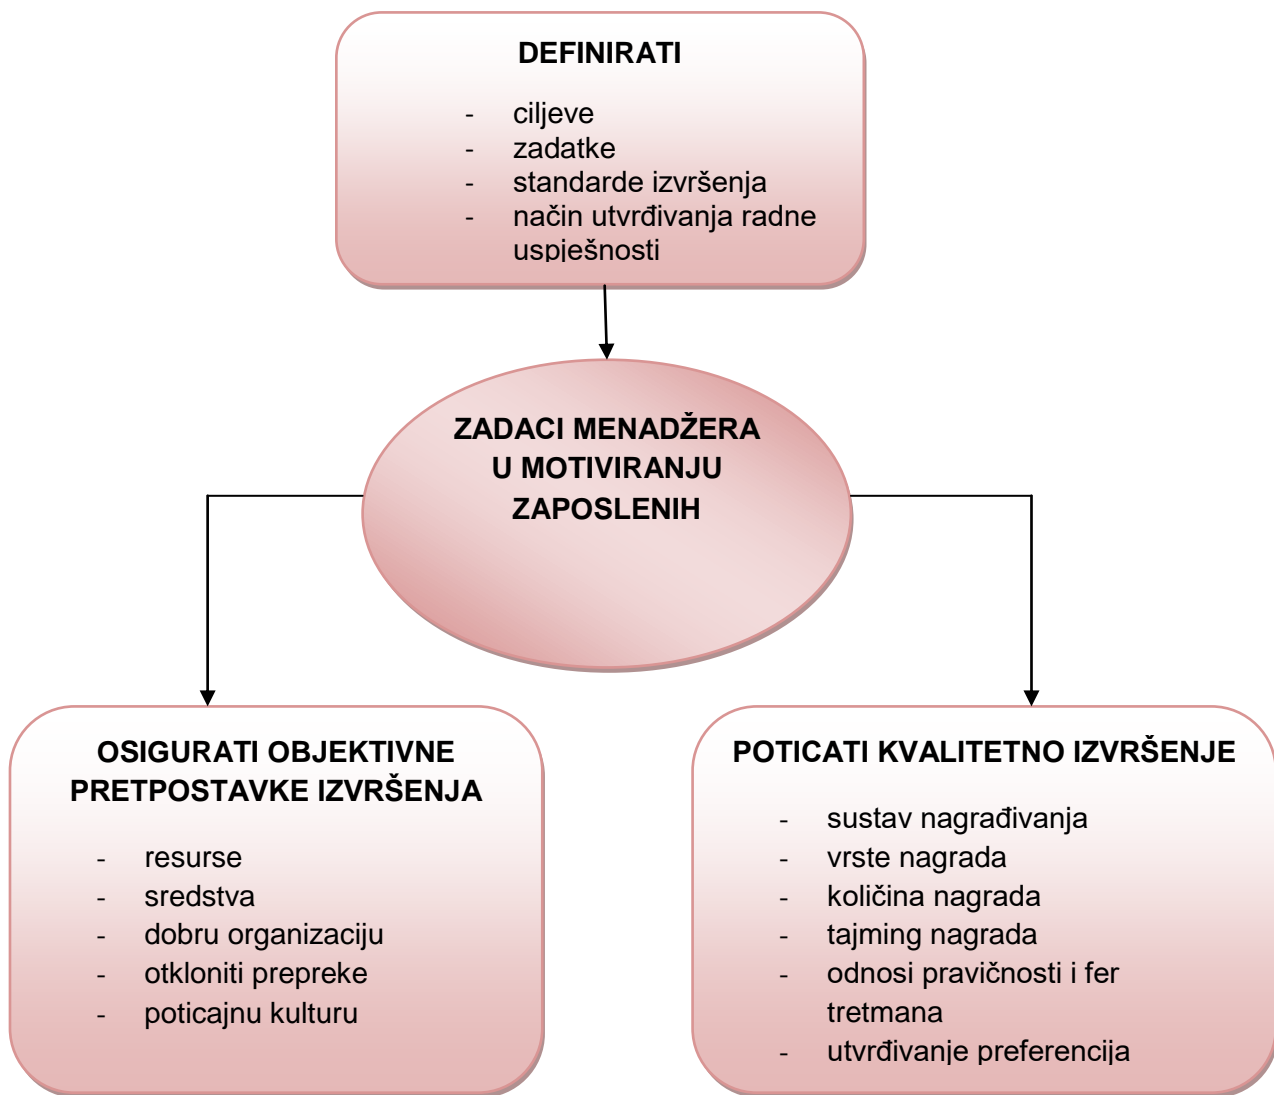 DEFINIRATI
- ciljeve
- zadatke
- standarde izvršenja
- način utvrđivanja radne
uspješnosti
ZADACI MENADŽERA
U MOTIVIRANJU
ZAPOSLENIH
OSIGURATI OBJEKTIVNE
PRETPOSTAVKE IZVRŠENJA
- resurse
- sredstva
- dobru organizaciju
- otkloniti prepreke
- poticajnu kulturu
POTICATI KVALITETNO IZVRŠENJE
- sustav nagrađivanja
- vrste nagrada
- količina nagrada
- tajming nagrada
- odnosi pravičnosti i fer
tretmana
- utvrđivanje preferencija